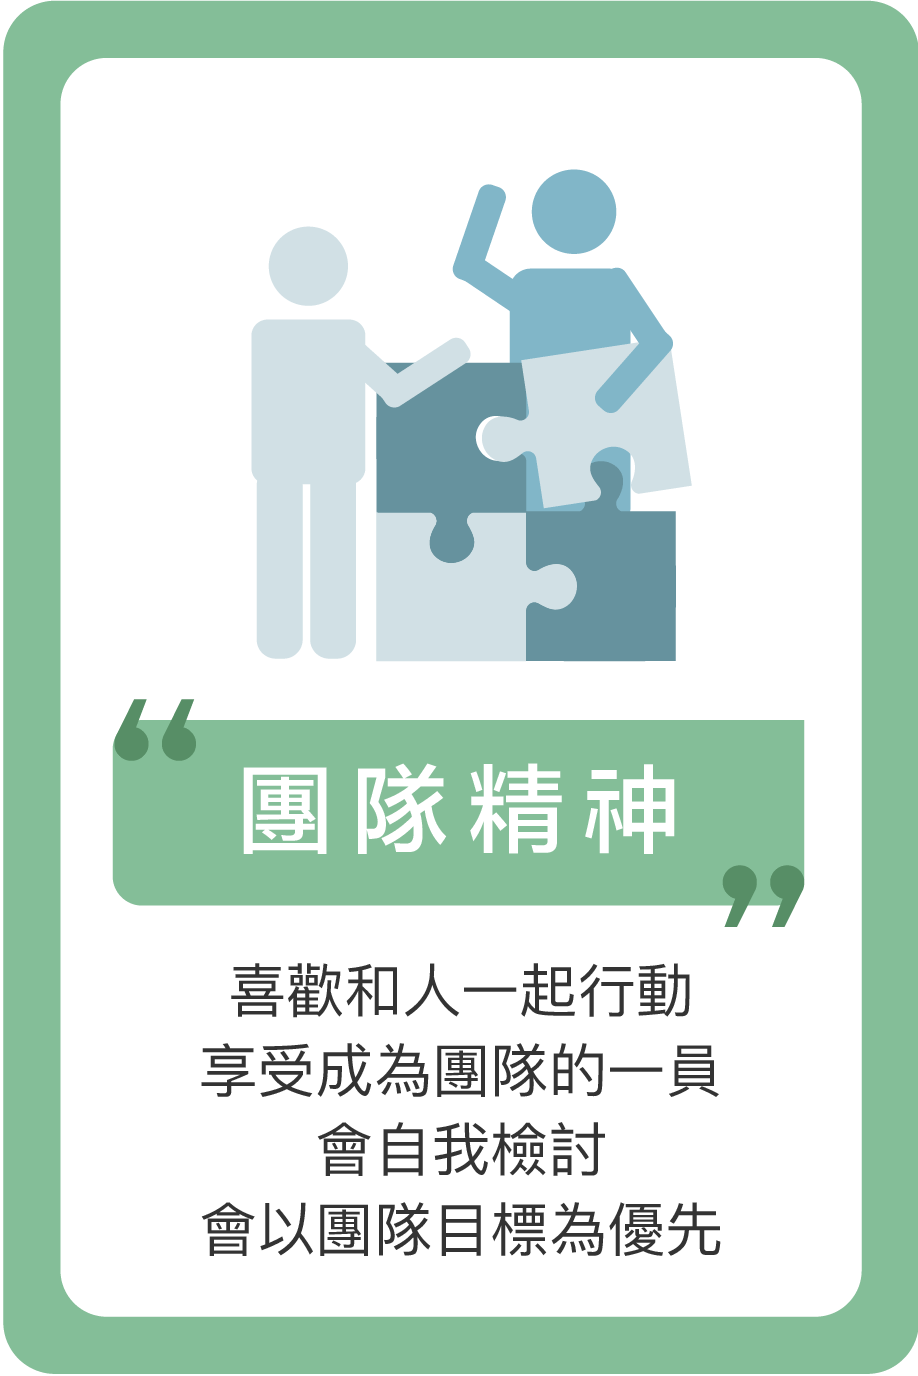 團隊精神
喜歡和人一起行動
享受成為團隊的一員
會自我檢討
會以團隊目標為優先